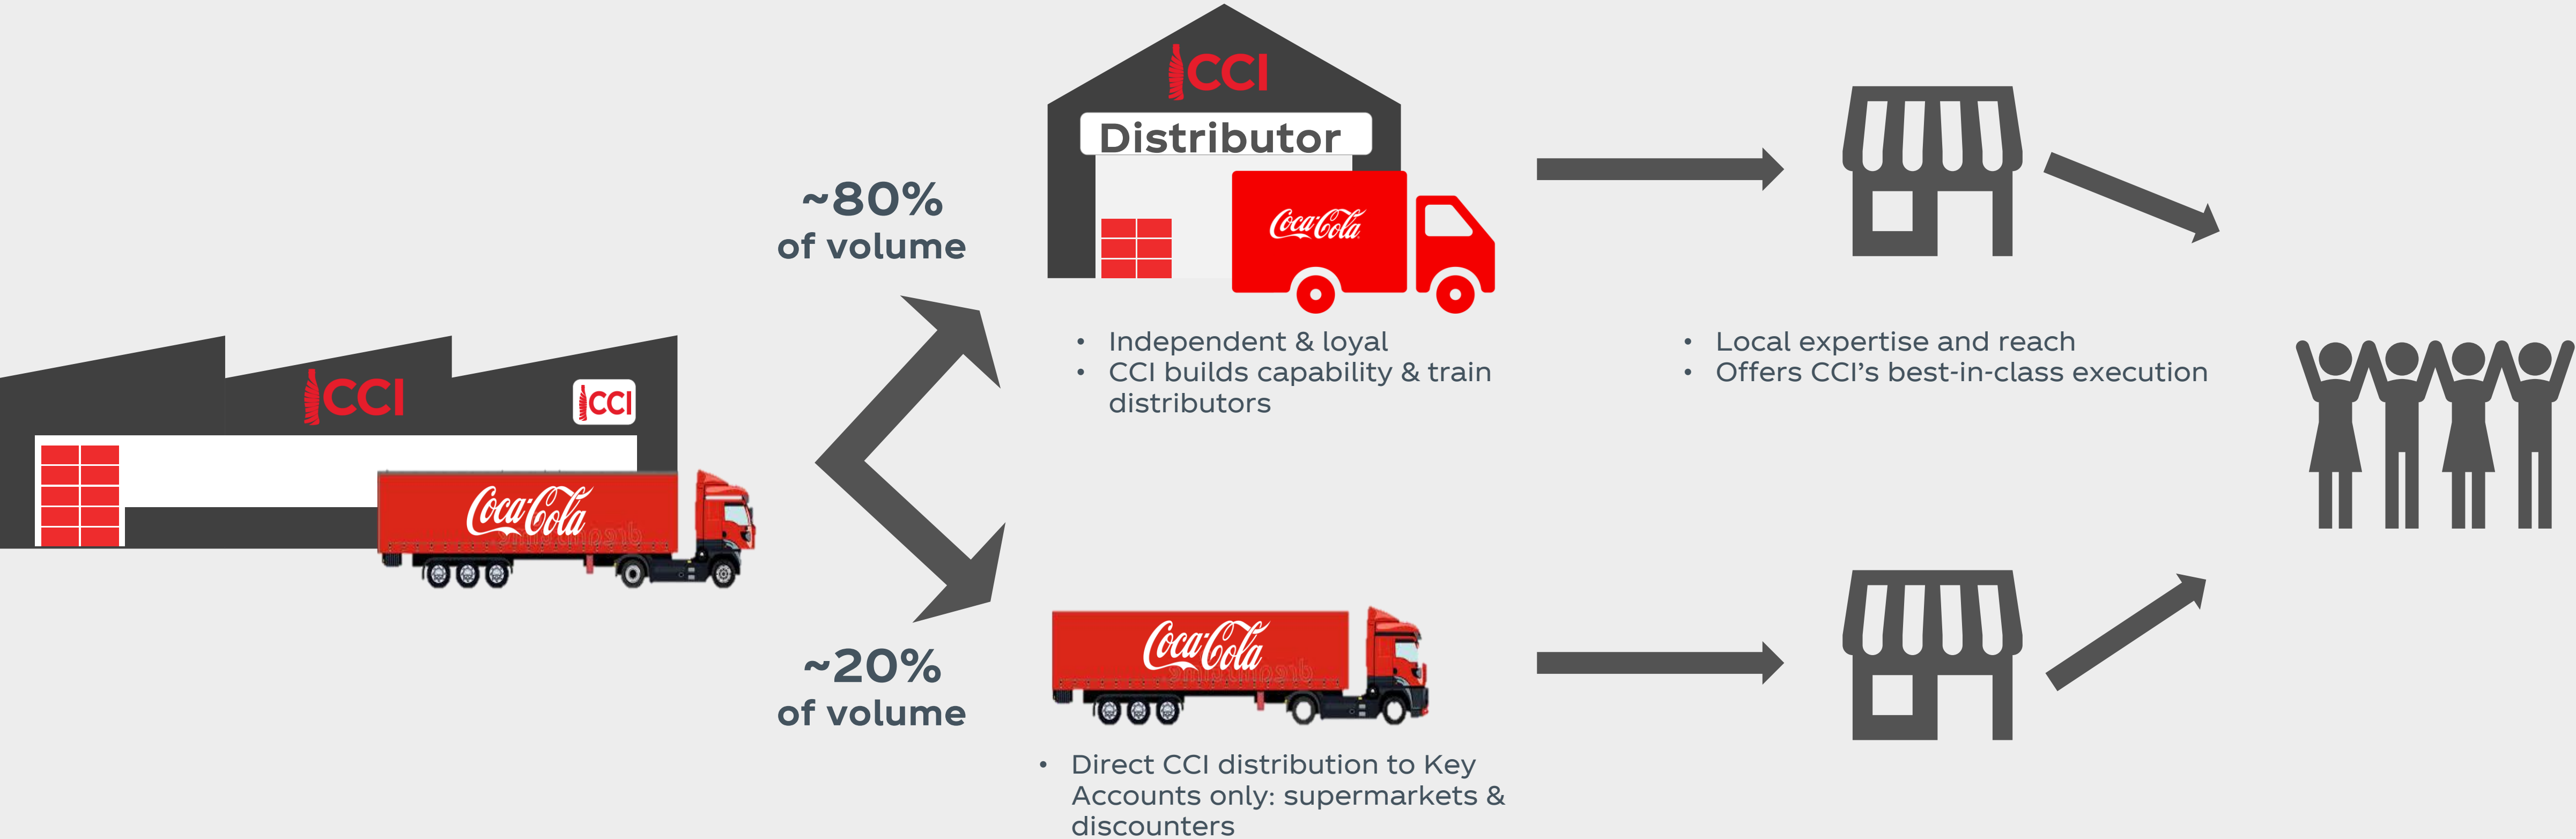 CCI
Distributor
Coca-Cola
~80%
of volume
• Independent & loyal
• CCI builds capability & train
distributors
• Local expertise and reach
• Offers CCI’s best-in-class execution
CCI
CCI
Coca-Cola
~20%
of volume
Coca-Cola
• Direct CCI distribution to Key
Accounts only: supermarkets &
discounters